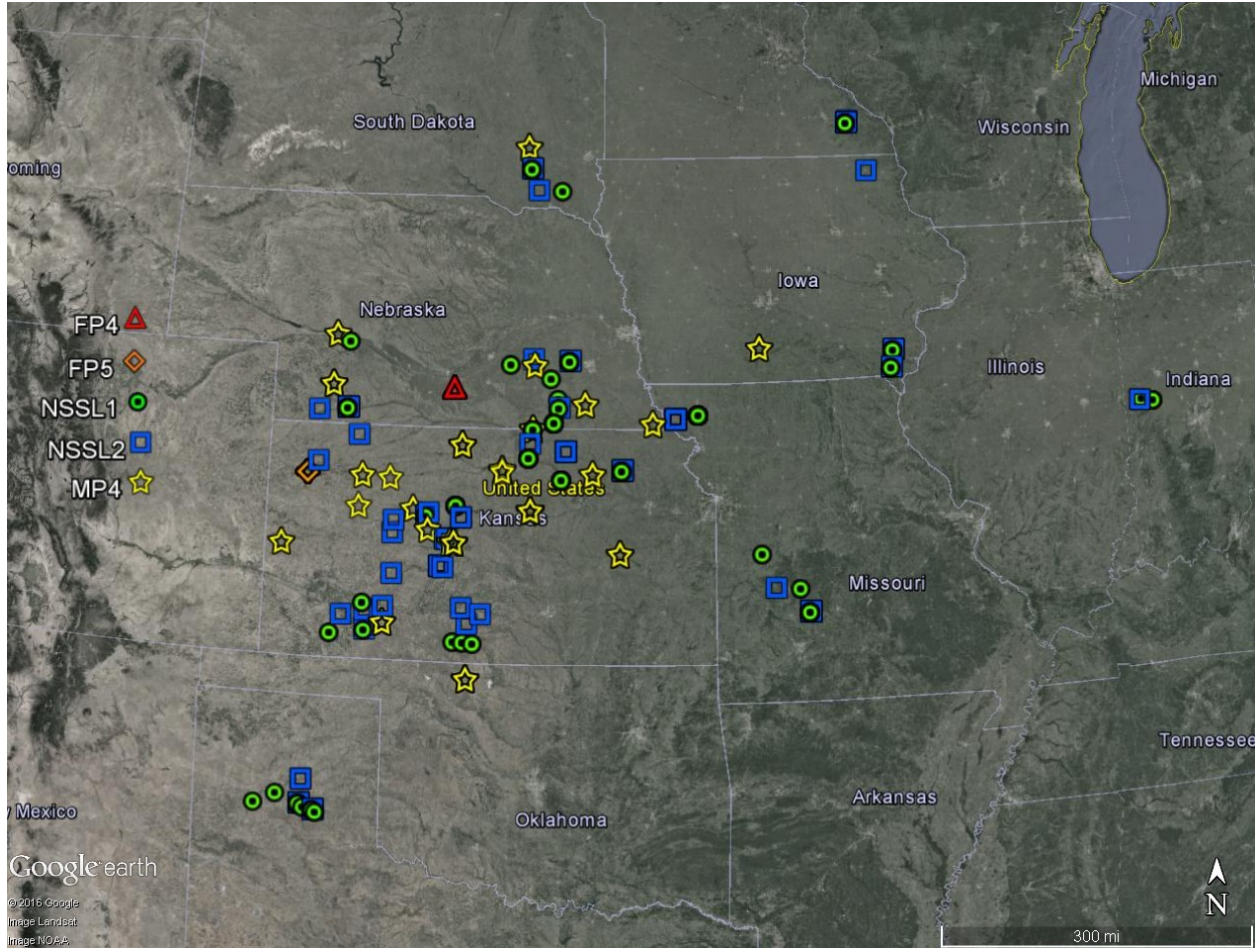 Michigan
South Dakota
Wisconsin
oming
Iowa
Nebraska
FP4
FP5
Illinois
Indiana
NSSL1
NSSL2
MP4
United States
Kansas
Missouri
Tennessee
Mexico
Arkansas
Oklahoma
Google earth
© 2016 Google
Image Landsat
Image NOAA
N
300 mi